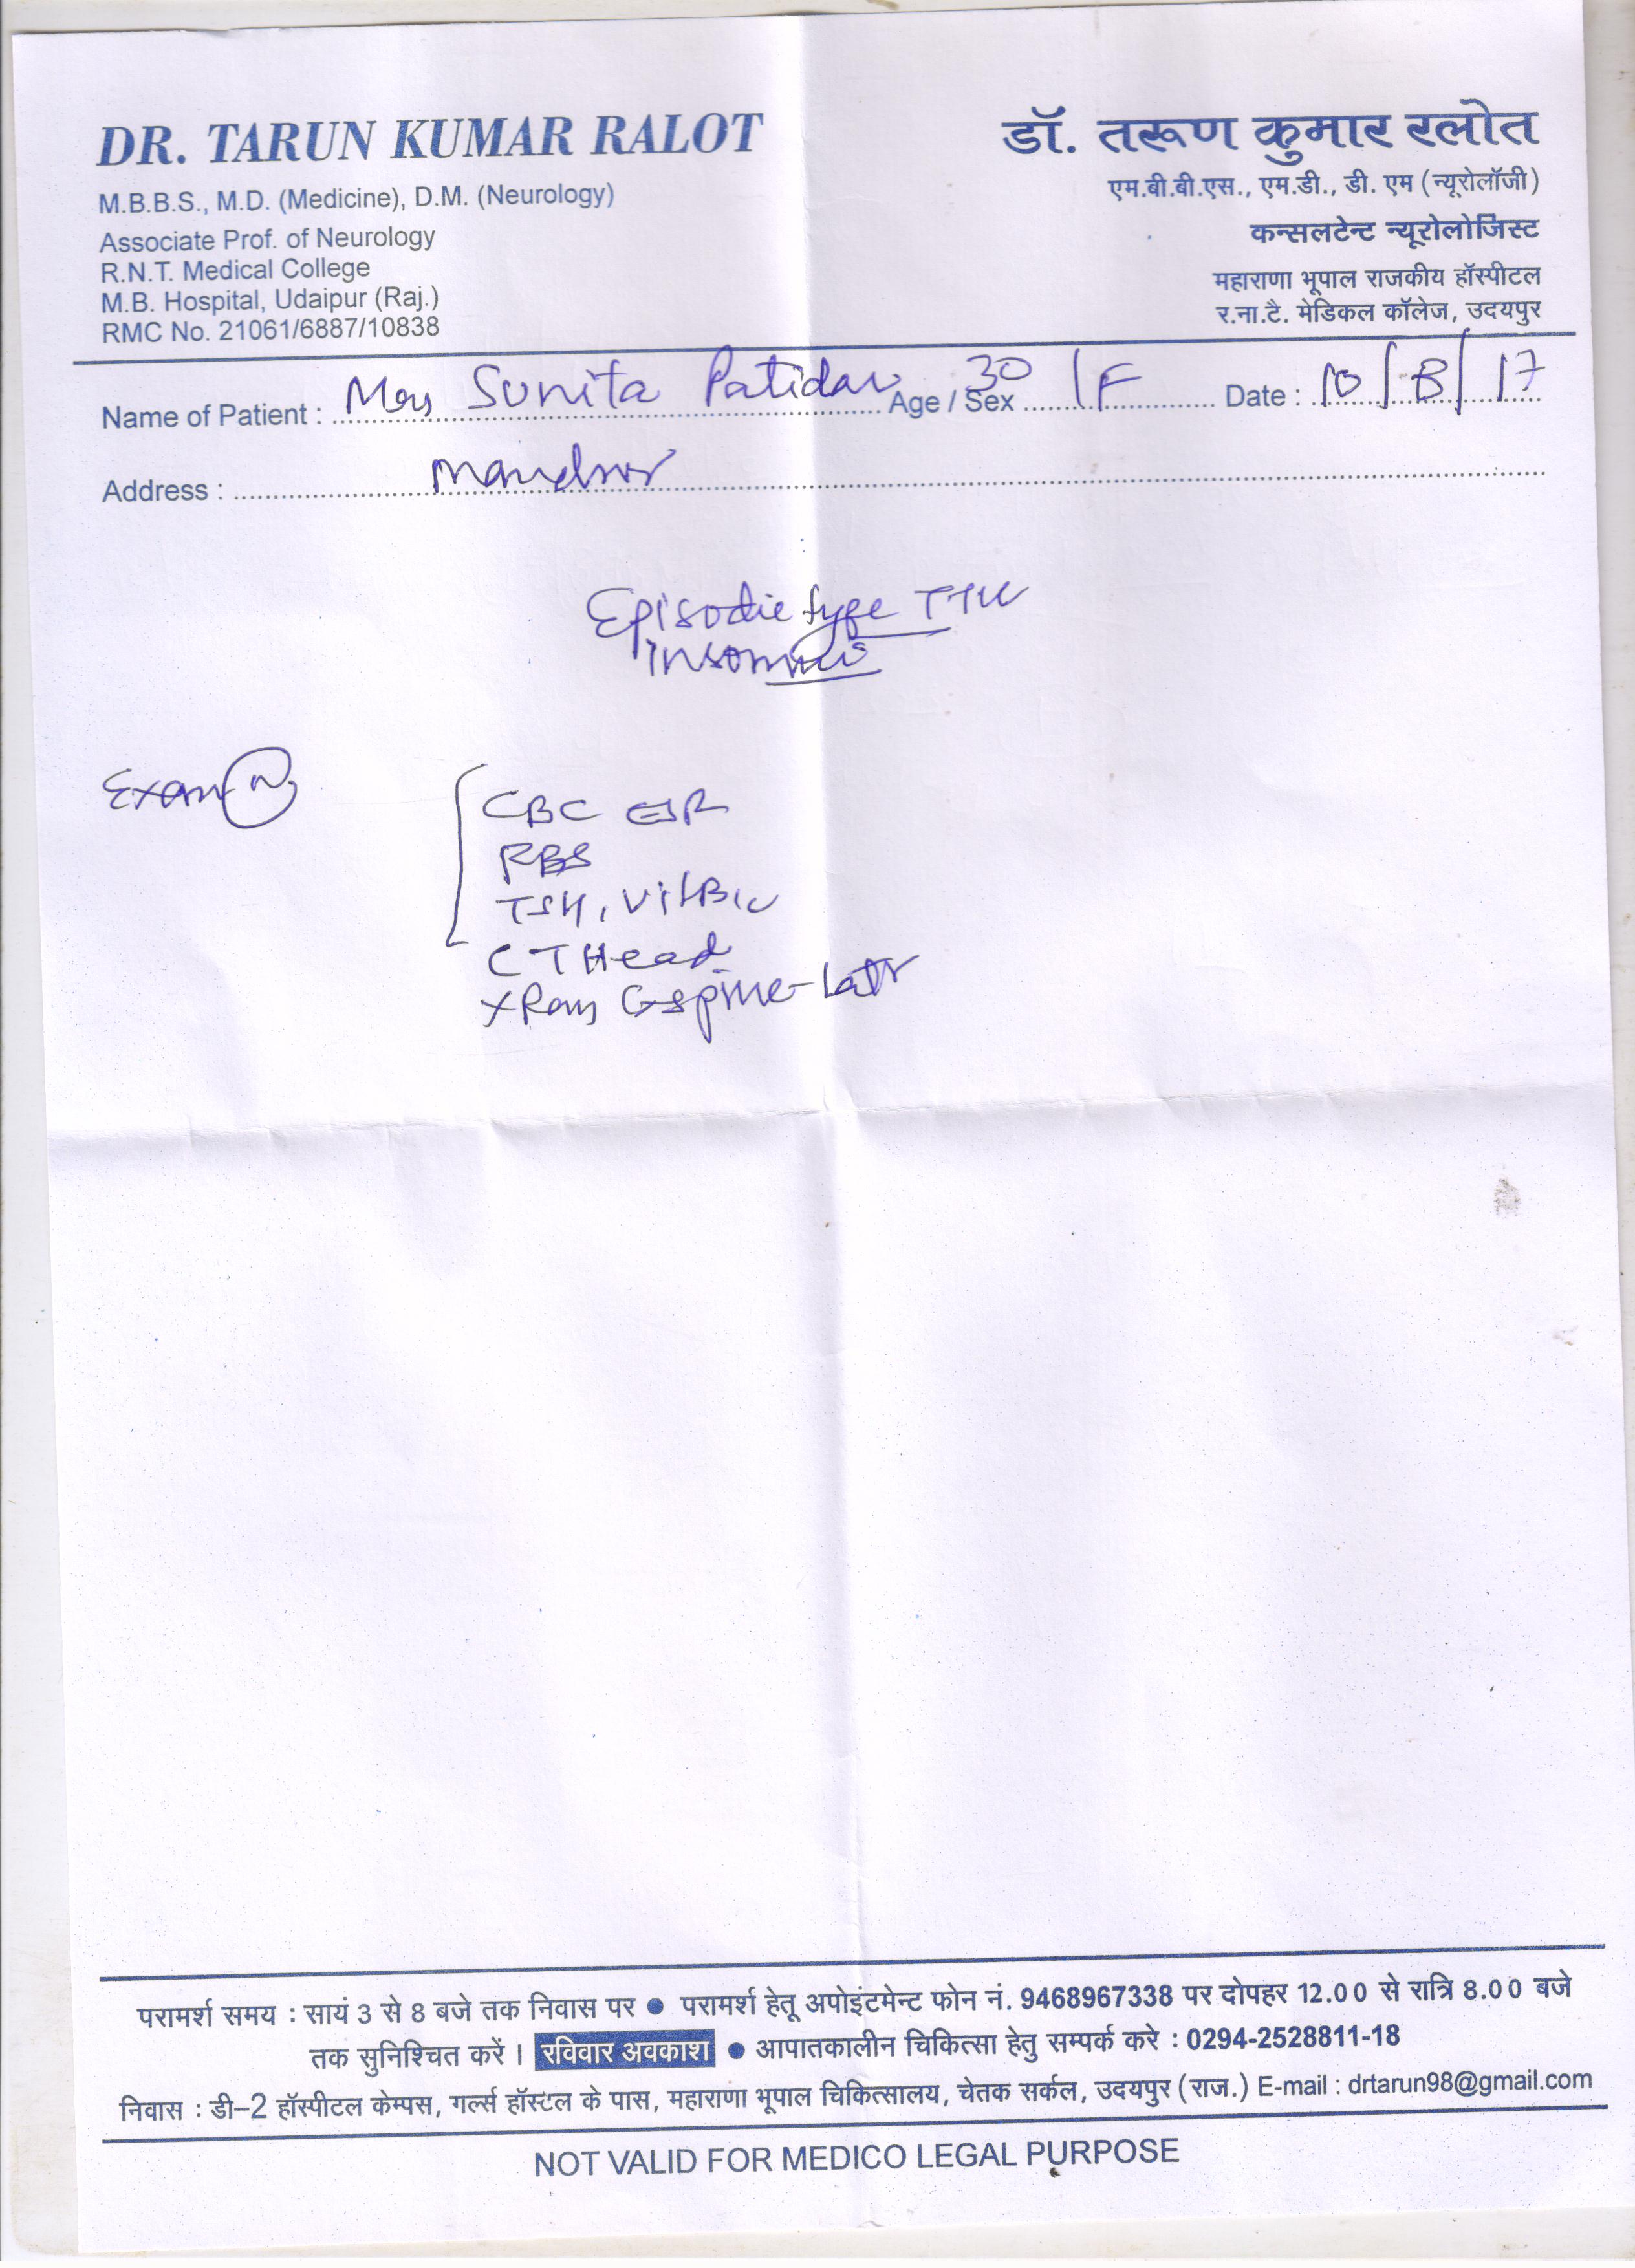 DR. TARUN KUMAR RALOT
M.B.B.S., M.D. (Medicine), D.M. (Neurology)
Associate Prof. of Neurology
R.N.T. Medical College
M.B. Hospital, Udaipur (Raj.)
RMC No. 21061/6887/10838
डॉ. तरूण कुमार रलोत
एम.बी.बी.एस., एम.डी., डी. एम (न्यूरोलॉजी)
कन्सलटेन्ट न्यूरोलोजिस्ट
महाराणा भूपाल राजकीय हॉस्पीटल
र.ना.टै. मेडिकल कॉलेज, उदयपुर
Name of Patient : Mrs Sunita Patidar Age / Sex 30 / F Date : 10/8/17
Address :
Episodic type TTH
Insomnia
Exam N
CBC ESR
RBS
TSH, Vit B12
CT Head
X Ray C-spine - Latr
परामर्श समय : सायं 3 से 8 बजे तक निवास पर ● परामर्श हेतू अपोइंटमेन्ट फोन नं. 9468967338 पर दोपहर 12.00 से रात्रि 8.00 बजे
तक सुनिश्चित करें । रविवार अवकाश ● आपातकालीन चिकित्सा हेतु सम्पर्क करे : 0294-2528811-18
निवास : डी–2 हॉस्पीटल केम्पस, गर्ल्स हॉस्टल के पास, महाराणा भूपाल चिकित्सालय, चेतक सर्कल, उदयपुर (राज.) E-mail : drtarun98@gmail.com
NOT VALID FOR MEDICO LEGAL PURPOSE